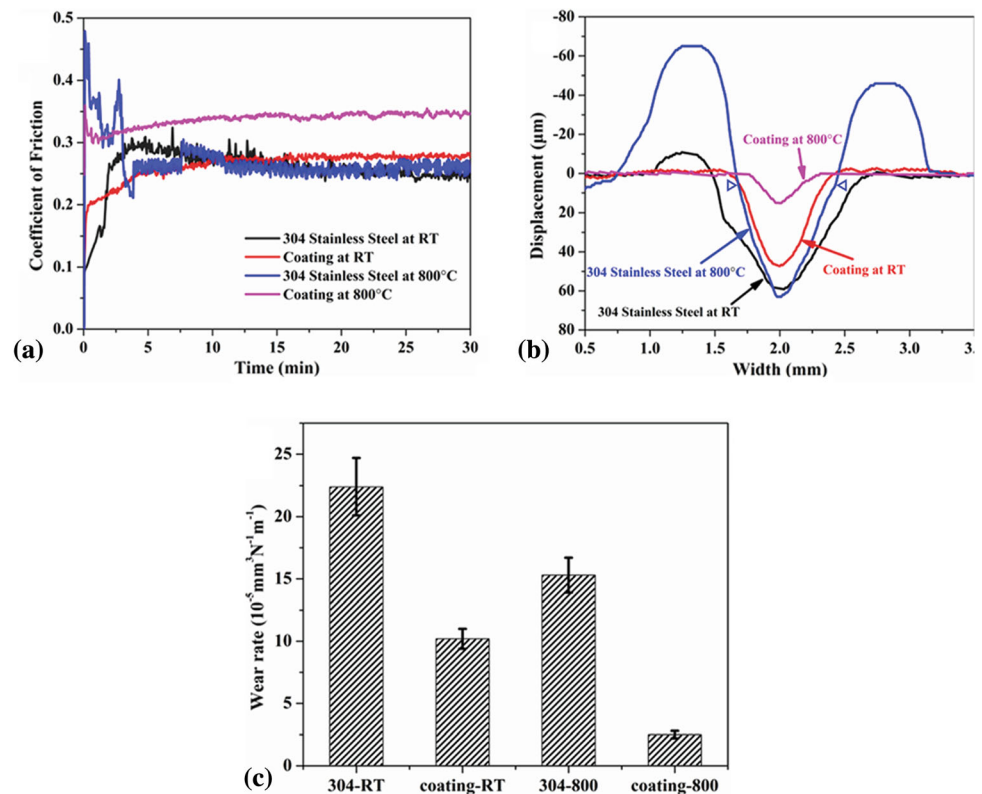 0.5
0.4
0.3
0.2
0.1
0.0
Coefficient of Friction
304 Stainless Steel at RT
Coating at RT
304 Stainless Steel at 800°C
Coating at 800°C
0 5 10 15 20 25 30
Time (min)
(a)
-80
-60
-40
-20
0
20
40
60
80
Displacement (μm)
Coating at 800°C
304 Stainless Steel at 800°C
Coating at RT
304 Stainless Steel at RT
0.5 1.0 1.5 2.0 2.5 3.0 3.
Width (mm)
(b)
25
20
15
10
5
0
Wear rate (10⁻⁵mm³N⁻¹m⁻¹)
304-RT coating-RT 304-800 coating-800
(c)